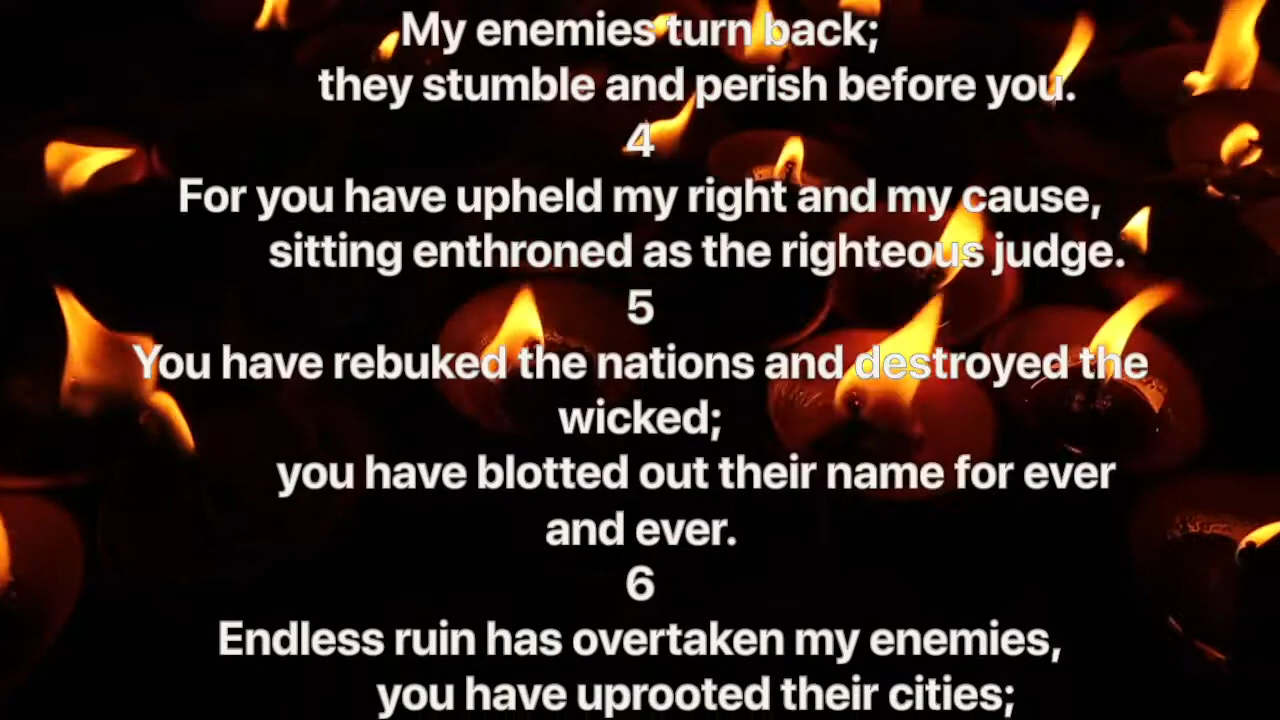 My enemies turn back;
they stumble and perish before you.
4
For you have upheld my right and my cause,
sitting enthroned as the righteous judge.
5
You have rebuked the nations and destroyed the
wicked;
you have blotted out their name for ever
and ever.
6
Endless ruin has overtaken my enemies,
you have uprooted their cities;